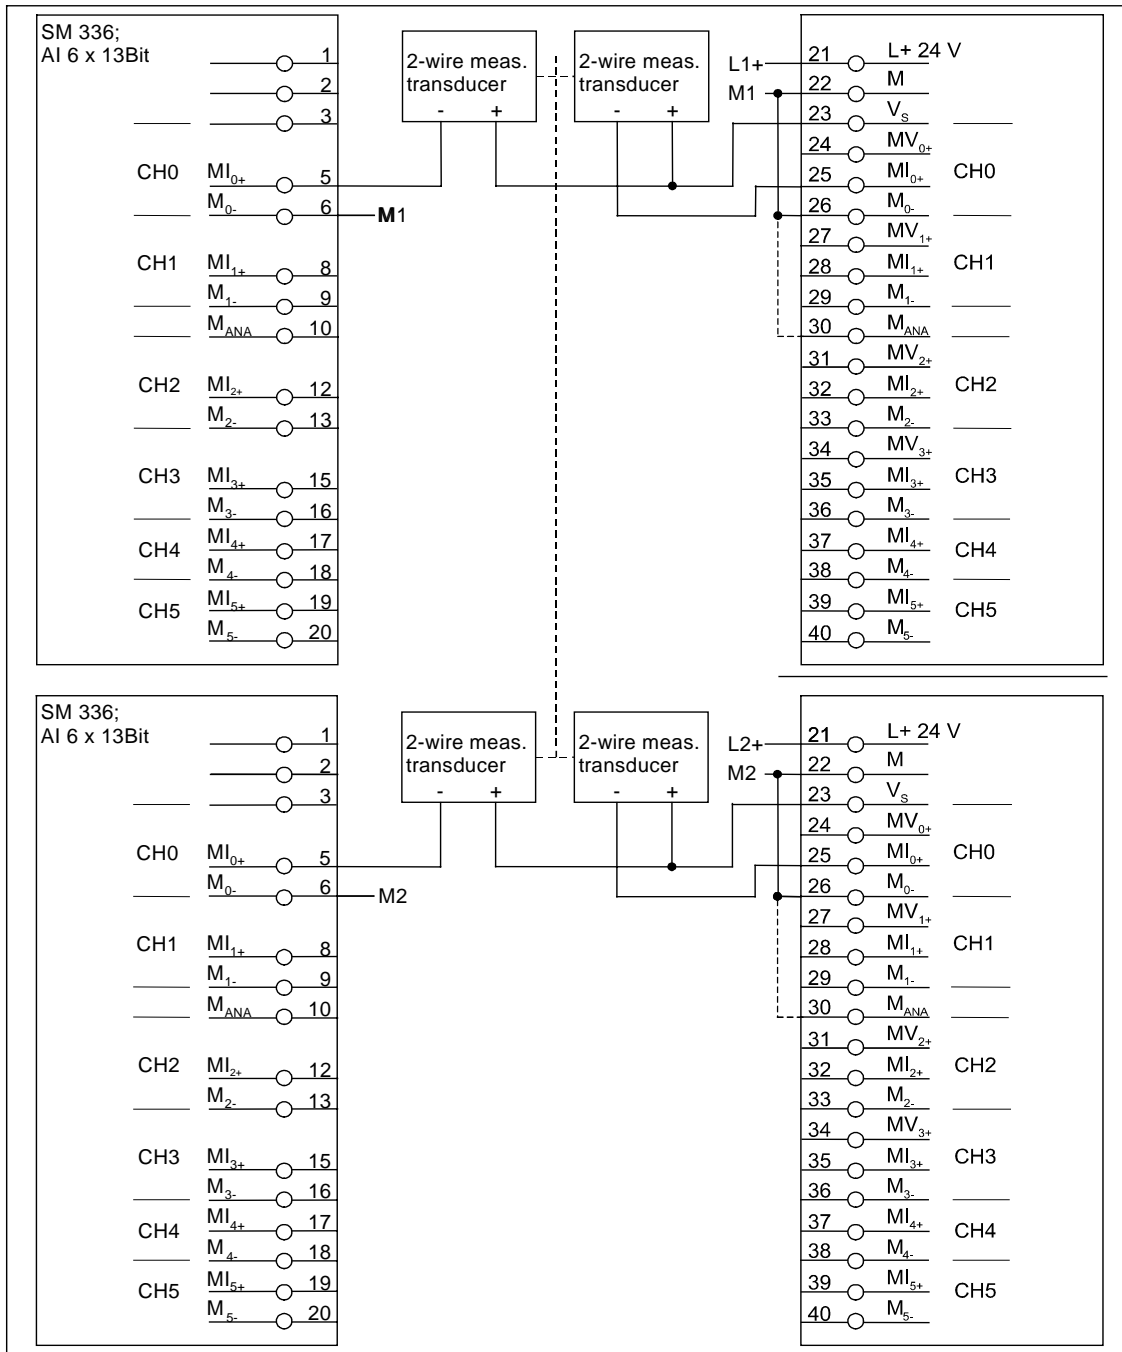 SM 336;
AI 6 x 13Bit
1
2
3
CH0 MI0+ 5
M0- 6 M1
CH1 MI1+ 8
M1- 9
MANA 10
CH2 MI2+ 12
M2- 13
CH3 MI3+ 15
M3- 16
CH4 MI4+ 17
M4- 18
CH5 MI5+ 19
M5- 20
2-wire meas.
transducer
- +
2-wire meas.
transducer
- +
L1+ 21 L+ 24 V
M1 22 M
23 VS
24 MV0+
25 MI0+ CH0
26 M0-
27 MV1+
28 MI1+ CH1
29 M1-
30 MANA
31 MV2+
32 MI2+ CH2
33 M2-
34 MV3+
35 MI3+ CH3
36 M3-
37 MI4+ CH4
38 M4-
39 MI5+ CH5
40 M5-
SM 336;
AI 6 x 13Bit
1
2
3
CH0 MI0+ 5
M0- 6 M2
CH1 MI1+ 8
M1- 9
MANA 10
CH2 MI2+ 12
M2- 13
CH3 MI3+ 15
M3- 16
CH4 MI4+ 17
M4- 18
CH5 MI5+ 19
M5- 20
2-wire meas.
transducer
- +
2-wire meas.
transducer
- +
L2+ 21 L+ 24 V
M2 22 M
23 VS
24 MV0+
25 MI0+ CH0
26 M0-
27 MV1+
28 MI1+ CH1
29 M1-
30 MANA
31 MV2+
32 MI2+ CH2
33 M2-
34 MV3+
35 MI3+ CH3
36 M3-
37 MI4+ CH4
38 M4-
39 MI5+ CH5
40 M5-